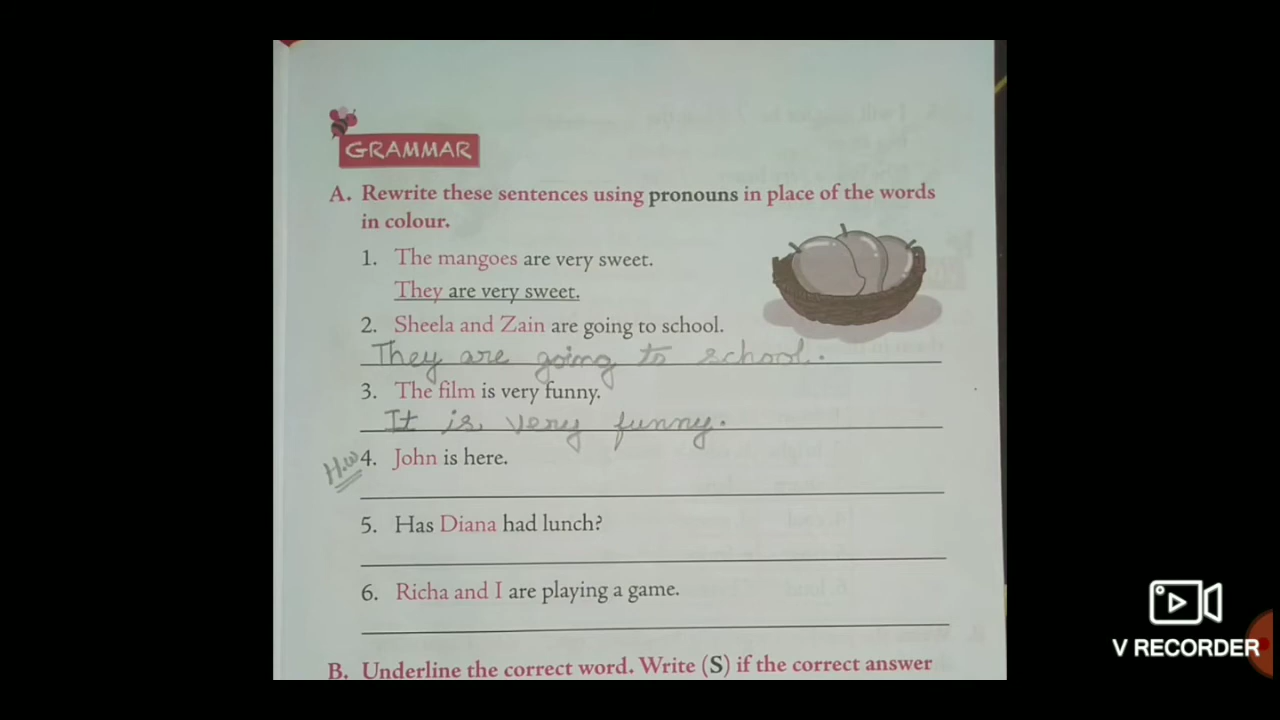 GRAMMAR
A. Rewrite these sentences using pronouns in place of the words
in colour.
1. The mangoes are very sweet.
They are very sweet.
2. Sheela and Zain are going to school.
They are going to school.
3. The film is very funny.
It is very funny.
H.W 4. John is here.
5. Has Diana had lunch?
6. Richa and I are playing a game.
B. Underline the correct word. Write (S) if the correct answer
V RECORDER